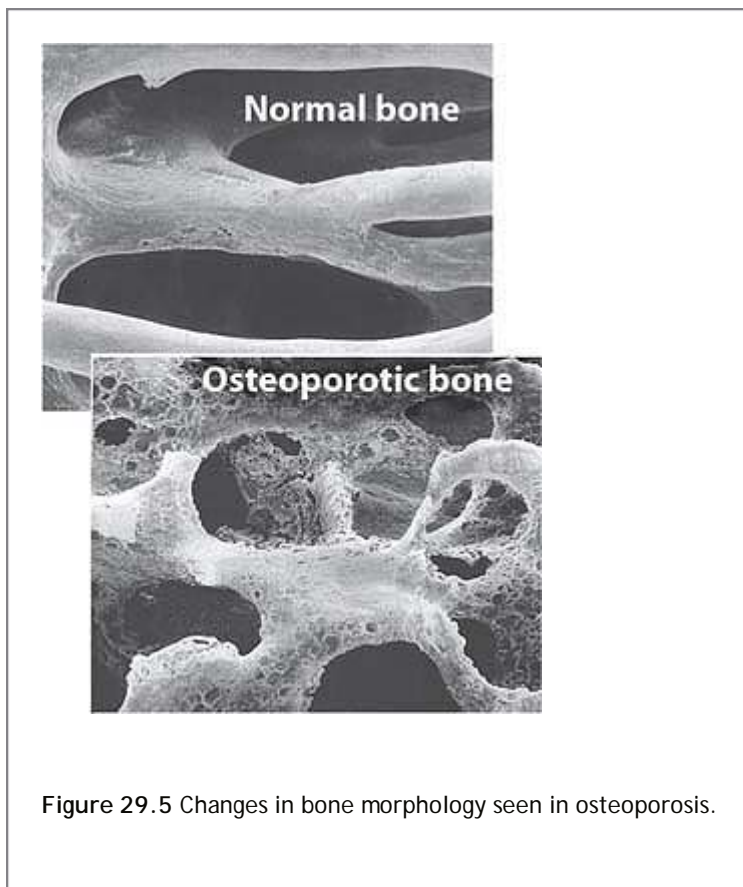 Normal bone
Osteoporotic bone
Figure 29.5 Changes in bone morphology seen in osteoporosis.